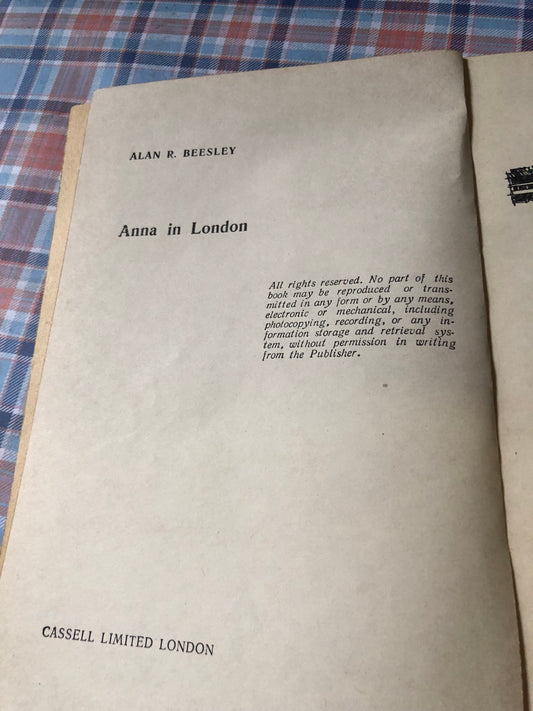 ALAN R. BEESLEY
Anna in London
All rights reserved. No part of this
book may be reproduced or trans-
mitted in any form or by any means,
electronic or mechanical, including
photocopying, recording, or any in-
formation storage and retrieval sys-
tem, without permission in writing
from the Publisher.
CASSELL LIMITED LONDON